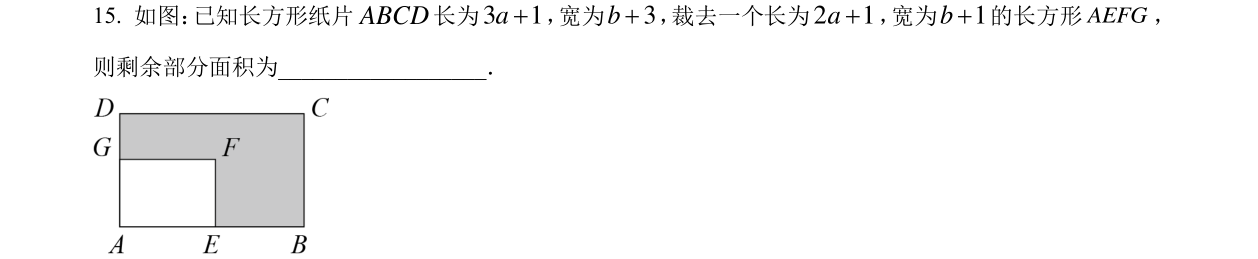 15. 如图：已知长方形纸片 ABCD 长为 3a+1，宽为 b+3，裁去一个长为 2a+1，宽为 b+1 的长方形 AEFG，
则剩余部分面积为__________________.
D C
G F
A E B